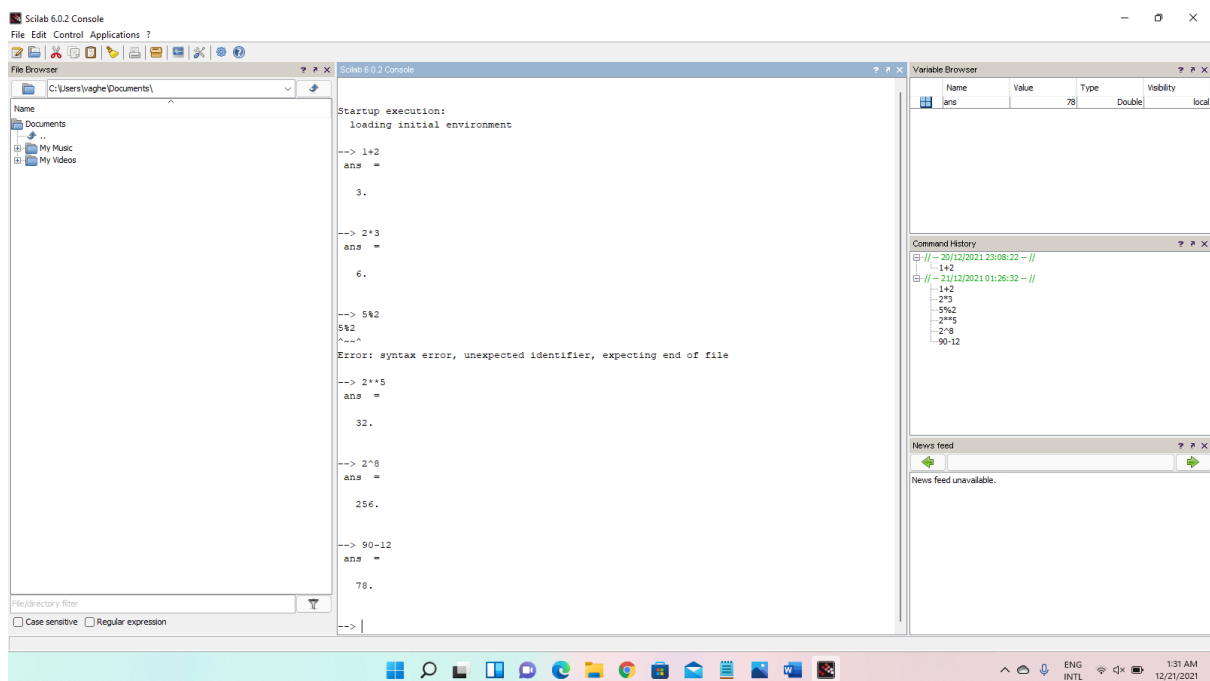 Scilab 6.0.2 Console
File Edit Control Applications ?
File Browser
? ↗ X
C:\Users\vaghe\Documents\
Name
Documents
..
My Music
My Videos
File/directory filter
Case sensitive Regular expression
Scilab 6.0.2 Console
? ↗ X
Startup execution:
loading initial environment
--> 1+2
ans =
3.
--> 2*3
ans =
6.
--> 5%2
5%2
^~~^
Error: syntax error, unexpected identifier, expecting end of file
--> 2**5
ans =
32.
--> 2^8
ans =
256.
--> 90-12
ans =
78.
-->
Variable Browser
? ↗ X
Name Value Type Visibility
ans 78 Double local
Command History
? ↗ X
// -- 20/12/2021 23:08:22 -- //
1+2
// -- 21/12/2021 01:26:32 -- //
1+2
2*3
5%2
2**5
2^8
90-12
News feed
? ↗ X
News feed unavailable.
ENG
INTL
1:31 AM
12/21/2021